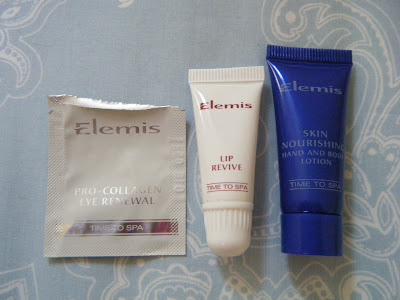 Elemis
PRO-COLLAGEN
EYE RENEWAL
TIME TO SPA
ELEMIS
LIP
REVIVE
TIME TO SPA
ELEMIS
SKIN
NOURISHING
HAND AND BODY
LOTION
TIME TO SPA